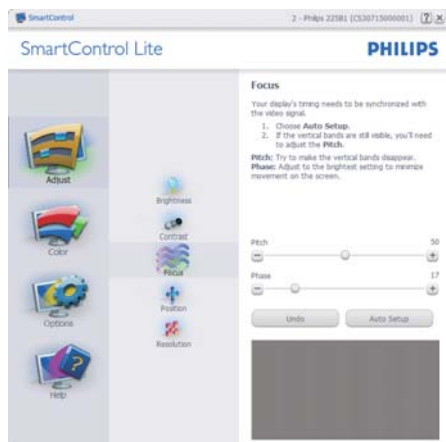 SmartControl
2 - Philips 225B1 (CS30715000001)
SmartControl Lite
PHILIPS
Adjust
Color
Options
Help
Brightness
Contrast
Focus
Position
Resolution
Focus
Your display's timing needs to be synchronized with
the video signal.
1. Choose Auto Setup.
2. If the vertical bands are still visible, you'll need
to adjust the Pitch.
Pitch: Try to make the vertical bands disappear.
Phase: Adjust to the brightest setting to minimize
movement on the screen.
Pitch 50
Phase 17
Undo Auto Setup